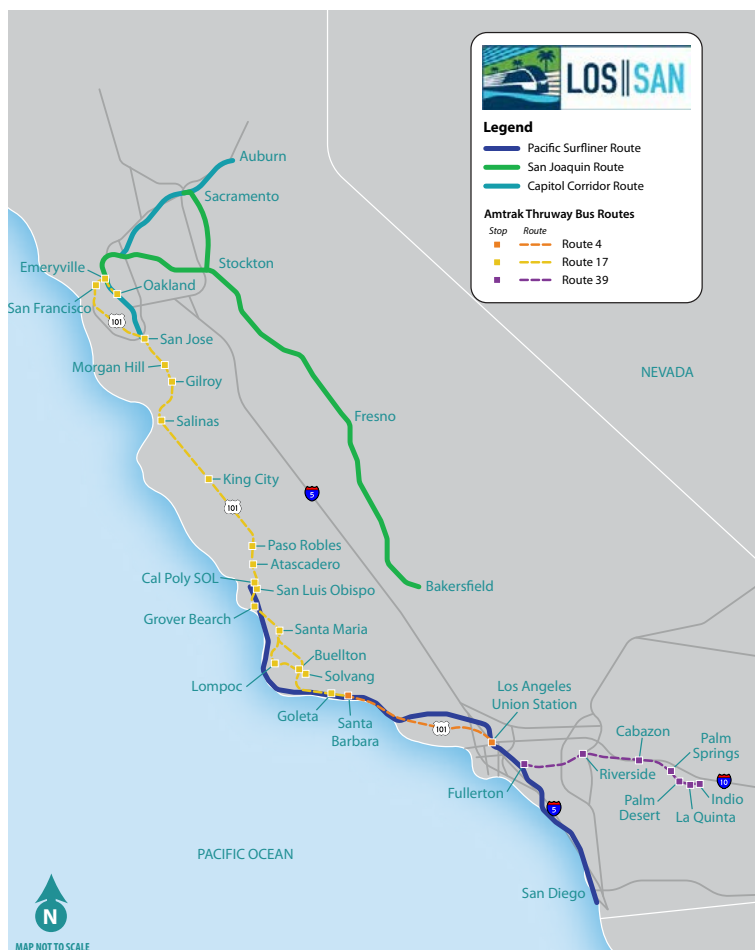 LOS||SAN
Legend
Pacific Surfliner Route
San Joaquin Route
Capitol Corridor Route
Amtrak Thruway Bus Routes
Stop Route
Route 4
Route 17
Route 39
Auburn
Sacramento
Stockton
Emeryville
Oakland
San Francisco
101
San Jose
Morgan Hill
Gilroy
NEVADA
Salinas
Fresno
King City
5
101
Paso Robles
Atascadero
Cal Poly SOL
San Luis Obispo
Bakersfield
Grover Bearch
Santa Maria
Buellton
Solvang
Lompoc
Goleta
Santa
Barbara
101
Los Angeles
Union Station
Cabazon
Palm
Springs
Riverside
10
Fullerton
Palm
Desert
Indio
La Quinta
5
PACIFIC OCEAN
San Diego
N
MAP NOT TO SCALE